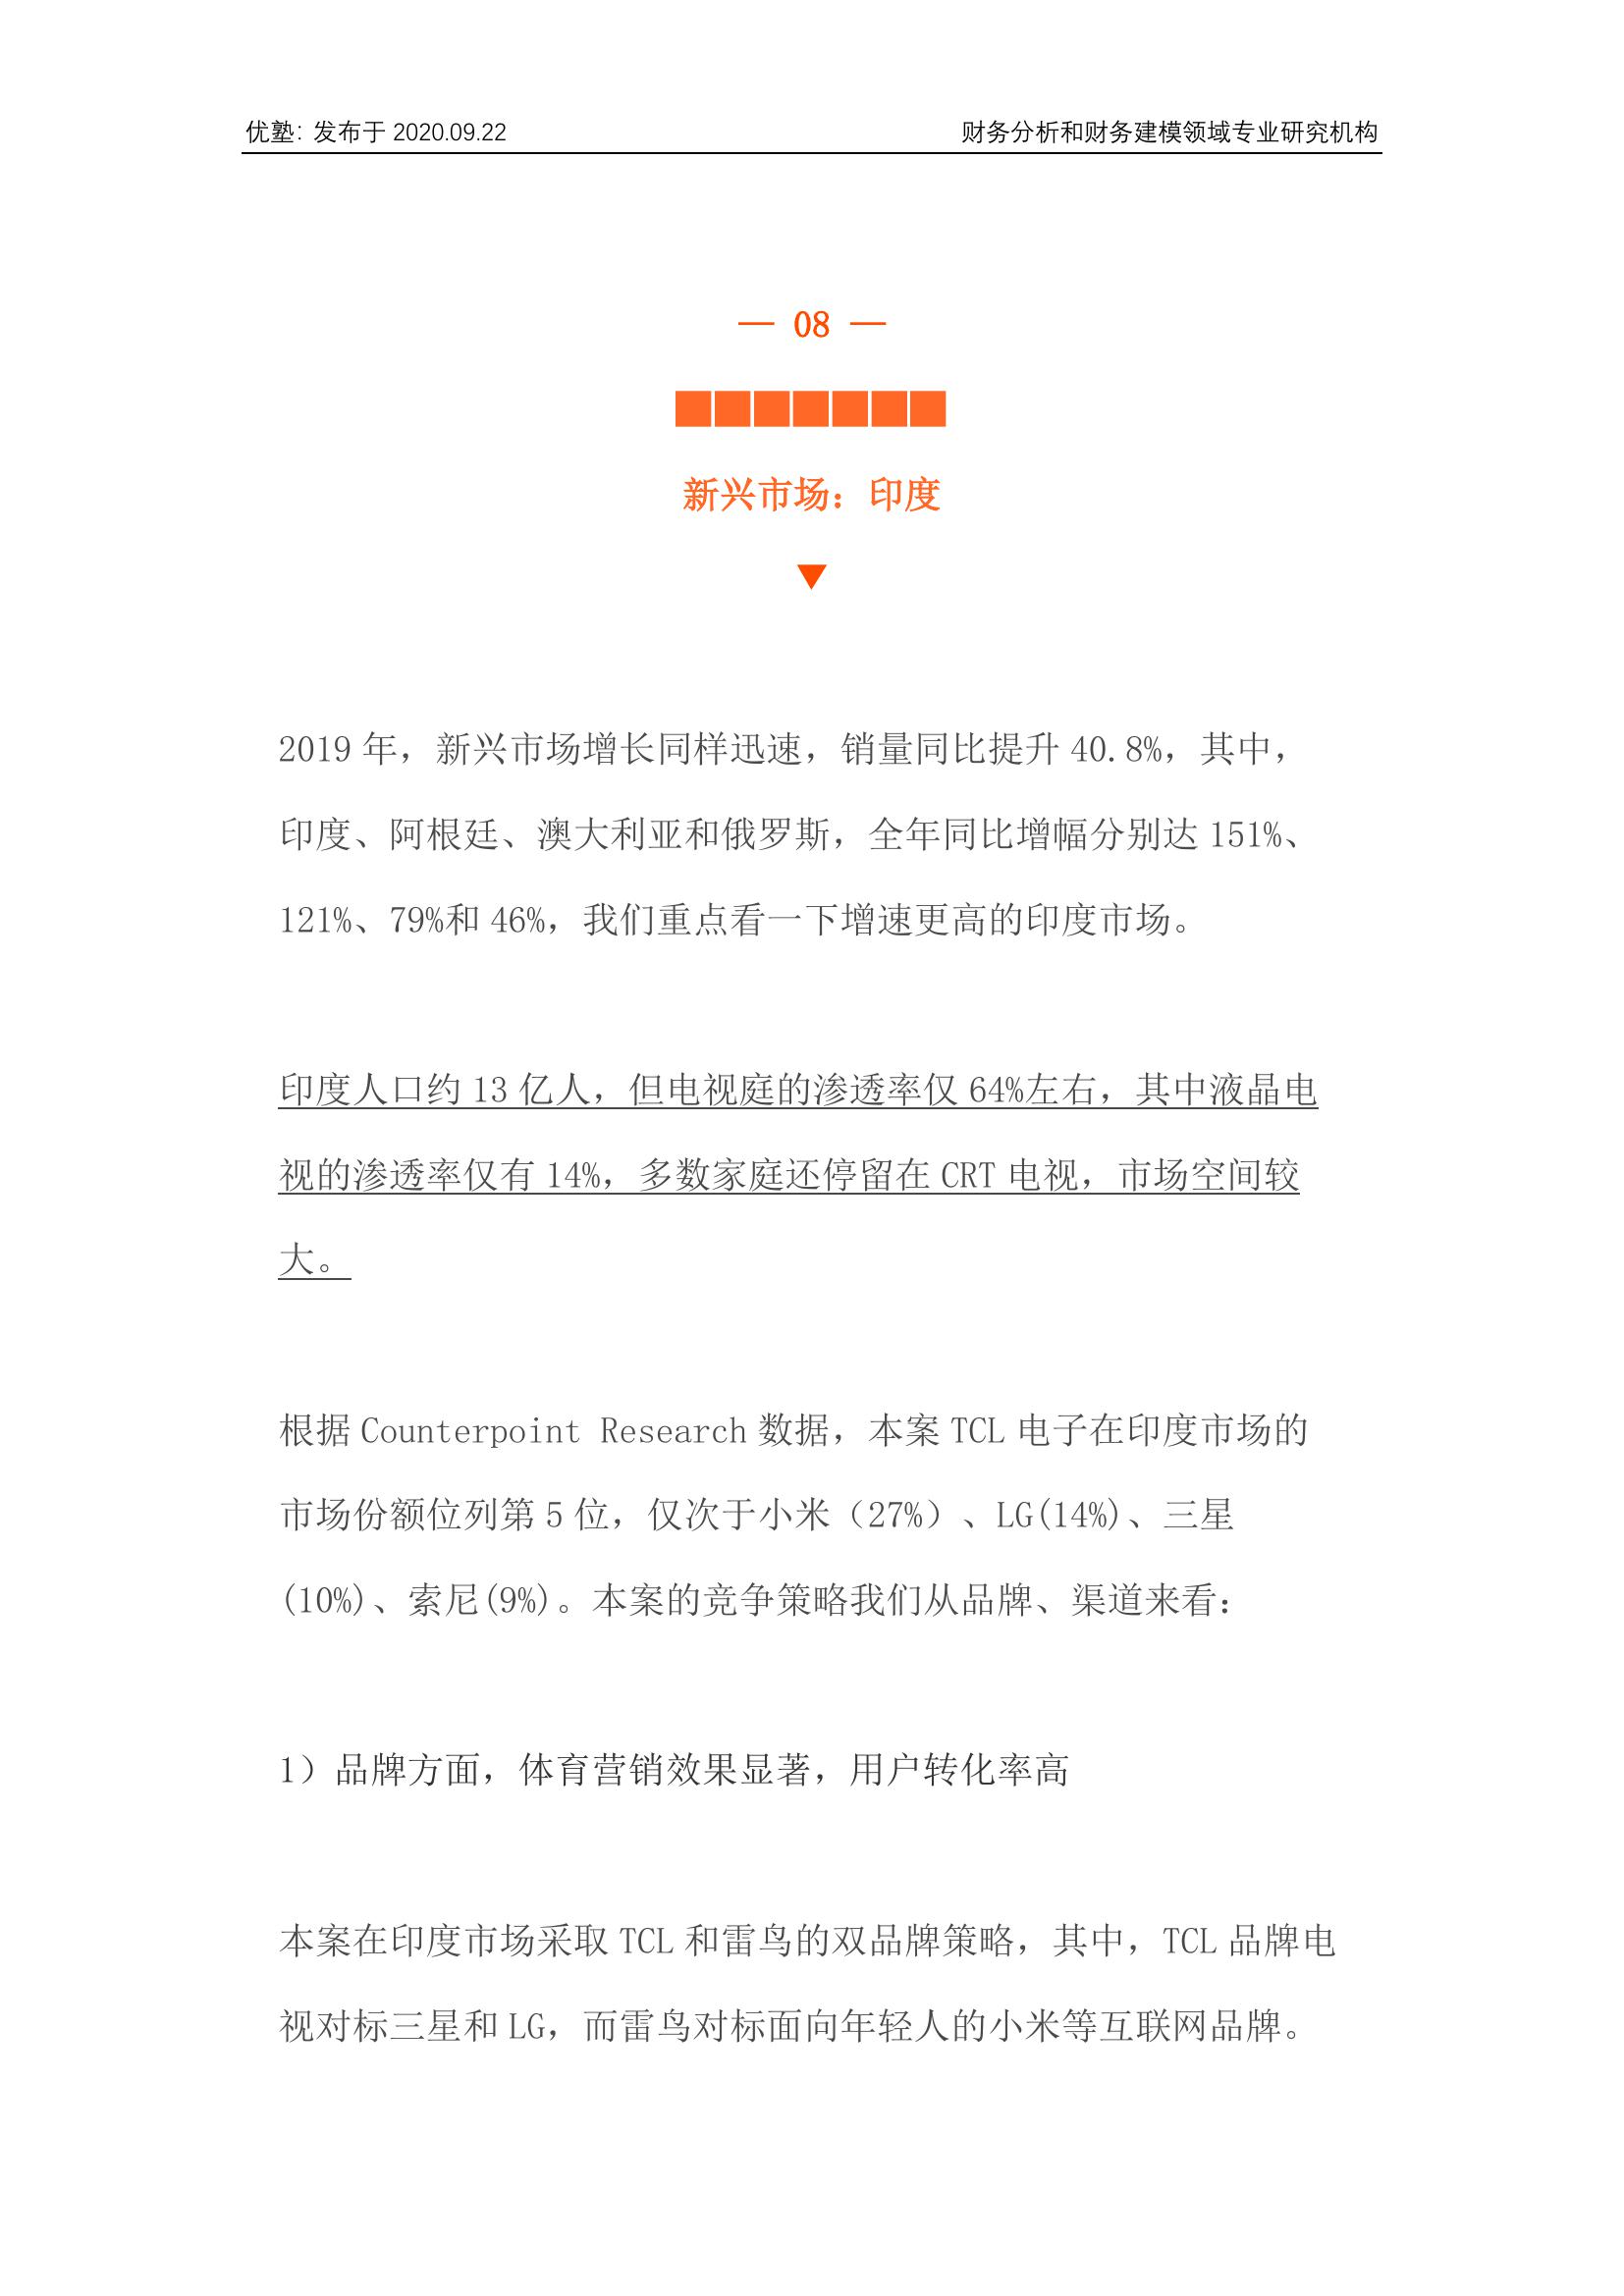 优塾：发布于 2020.09.22
财务分析和财务建模领域专业研究机构
— 08 —
■■■■■■■
新兴市场：印度
▼
2019 年，新兴市场增长同样迅速，销量同比提升 40.8%，其中，
印度、阿根廷、澳大利亚和俄罗斯，全年同比增幅分别达 151%、
121%、79%和 46%，我们重点看一下增速更高的印度市场。
印度人口约 13 亿人，但电视庭的渗透率仅 64%左右，其中液晶电
视的渗透率仅有 14%，多数家庭还停留在 CRT 电视，市场空间较
大。
根据 Counterpoint Research 数据，本案 TCL 电子在印度市场的
市场份额位列第 5 位，仅次于小米（27%）、LG(14%)、三星
(10%)、索尼(9%)。本案的竞争策略我们从品牌、渠道来看：
1）品牌方面，体育营销效果显著，用户转化率高
本案在印度市场采取 TCL 和雷鸟的双品牌策略，其中，TCL 品牌电
视对标三星和 LG，而雷鸟对标面向年轻人的小米等互联网品牌。